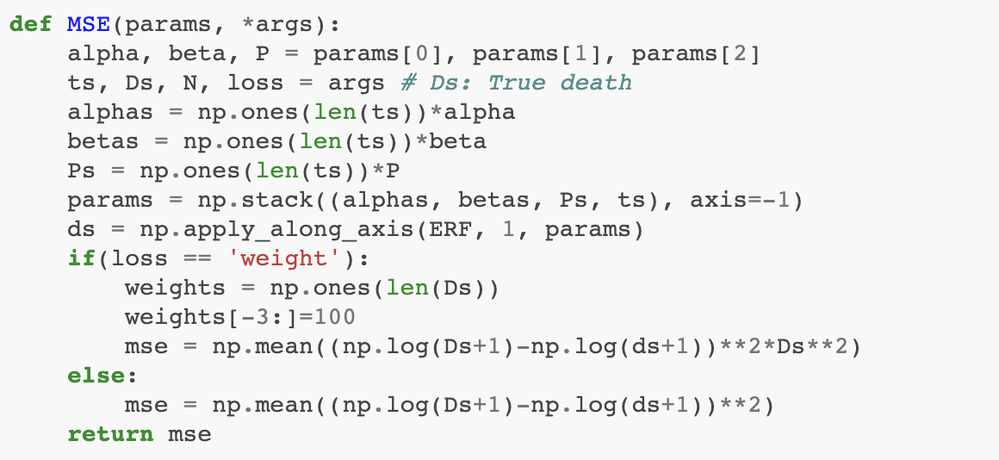 def MSE(params, *args):
    alpha, beta, P = params[0], params[1], params[2]
    ts, Ds, N, loss = args # Ds: True death
    alphas = np.ones(len(ts))*alpha
    betas = np.ones(len(ts))*beta
    Ps = np.ones(len(ts))*P
    params = np.stack((alphas, betas, Ps, ts), axis=-1)
    ds = np.apply_along_axis(ERF, 1, params)
    if(loss == 'weight'):
        weights = np.ones(len(Ds))
        weights[-3:]=100
        mse = np.mean((np.log(Ds+1)-np.log(ds+1))**2*Ds**2)
    else:
        mse = np.mean((np.log(Ds+1)-np.log(ds+1))**2)
    return mse